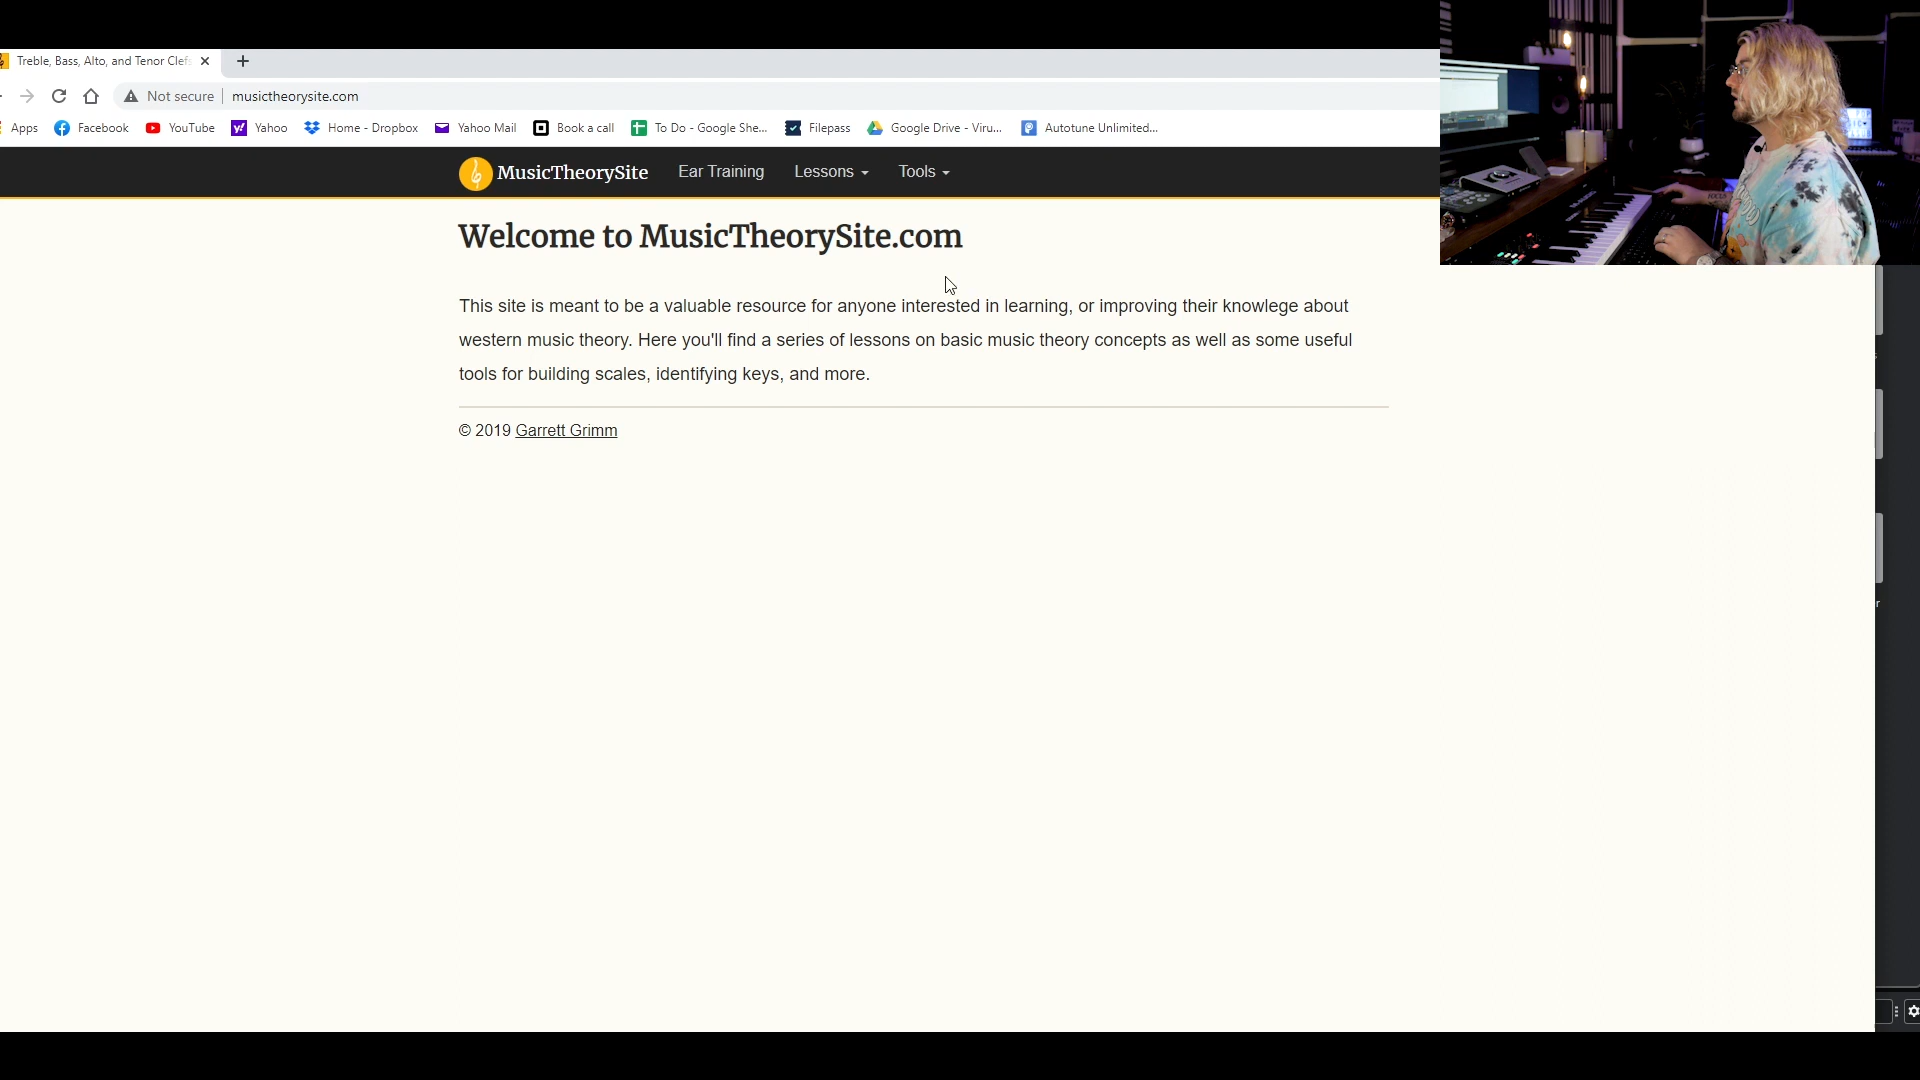 Treble, Bass, Alto, and Tenor Clefs
Not secure
musictheorysite.com
Apps
Facebook
YouTube
Yahoo
Home - Dropbox
Yahoo Mail
Book a call
To Do - Google She...
Filepass
Google Drive - Viru...
Autotune Unlimited...
MusicTheorySite
Ear Training
Lessons
Tools
Welcome to MusicTheorySite.com
This site is meant to be a valuable resource for anyone interested in learning, or improving their knowlege about
western music theory. Here you'll find a series of lessons on basic music theory concepts as well as some useful
tools for building scales, identifying keys, and more.
© 2019 Garrett Grimm